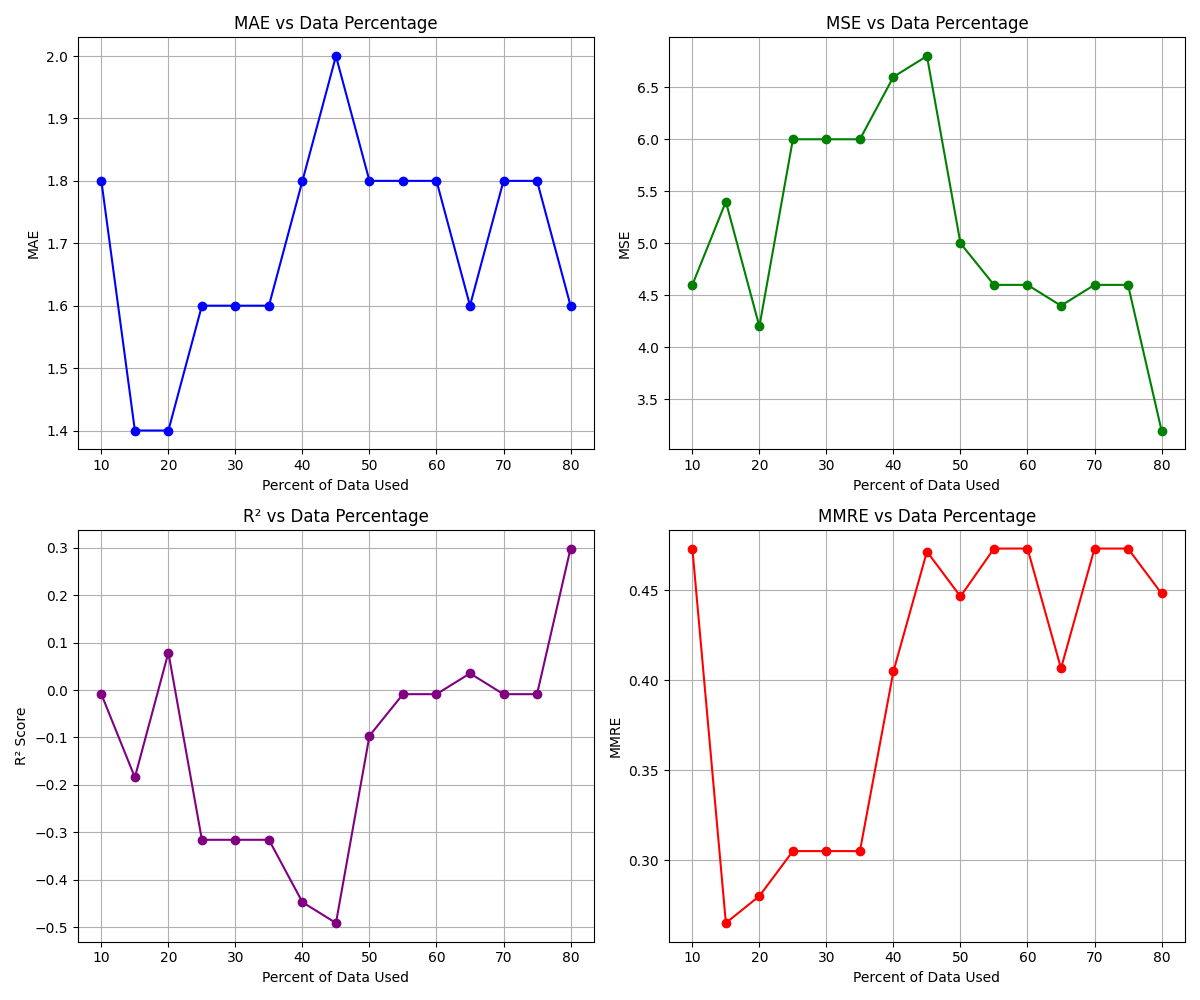 MAE vs Data Percentage
2.0
1.9
1.8
1.7
1.6
1.5
1.4
MAE
10 20 30 40 50 60 70 80
Percent of Data Used
MSE vs Data Percentage
6.5
6.0
5.5
5.0
4.5
4.0
3.5
MSE
10 20 30 40 50 60 70 80
Percent of Data Used
R² vs Data Percentage
0.3
0.2
0.1
0.0
−0.1
−0.2
−0.3
−0.4
−0.5
R² Score
10 20 30 40 50 60 70 80
Percent of Data Used
MMRE vs Data Percentage
0.45
0.40
0.35
0.30
MMRE
10 20 30 40 50 60 70 80
Percent of Data Used